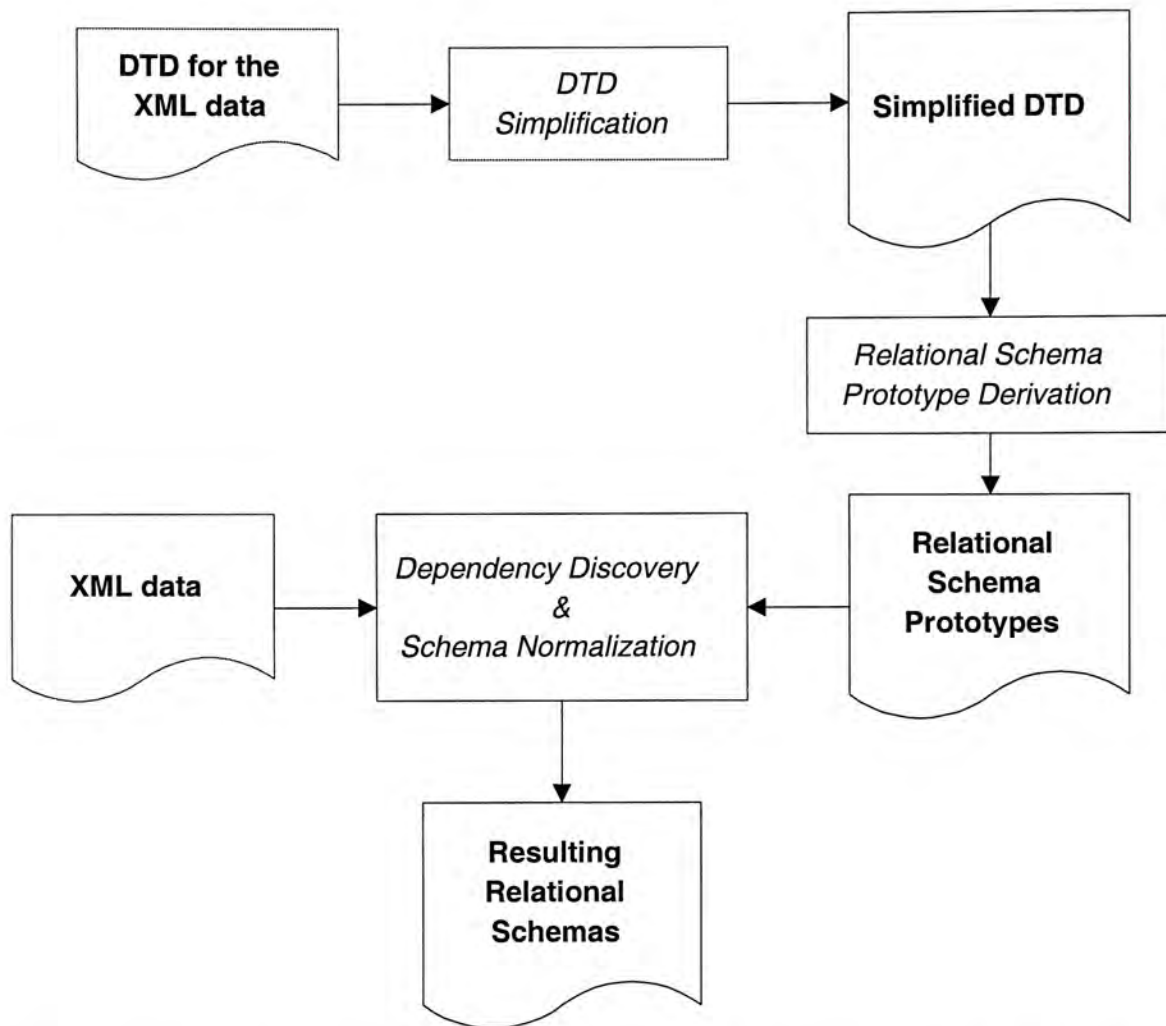 DTD for the
XML data
DTD
Simplification
Simplified DTD
Relational Schema
Prototype Derivation
XML data
Dependency Discovery
&
Schema Normalization
Relational
Schema
Prototypes
Resulting
Relational
Schemas